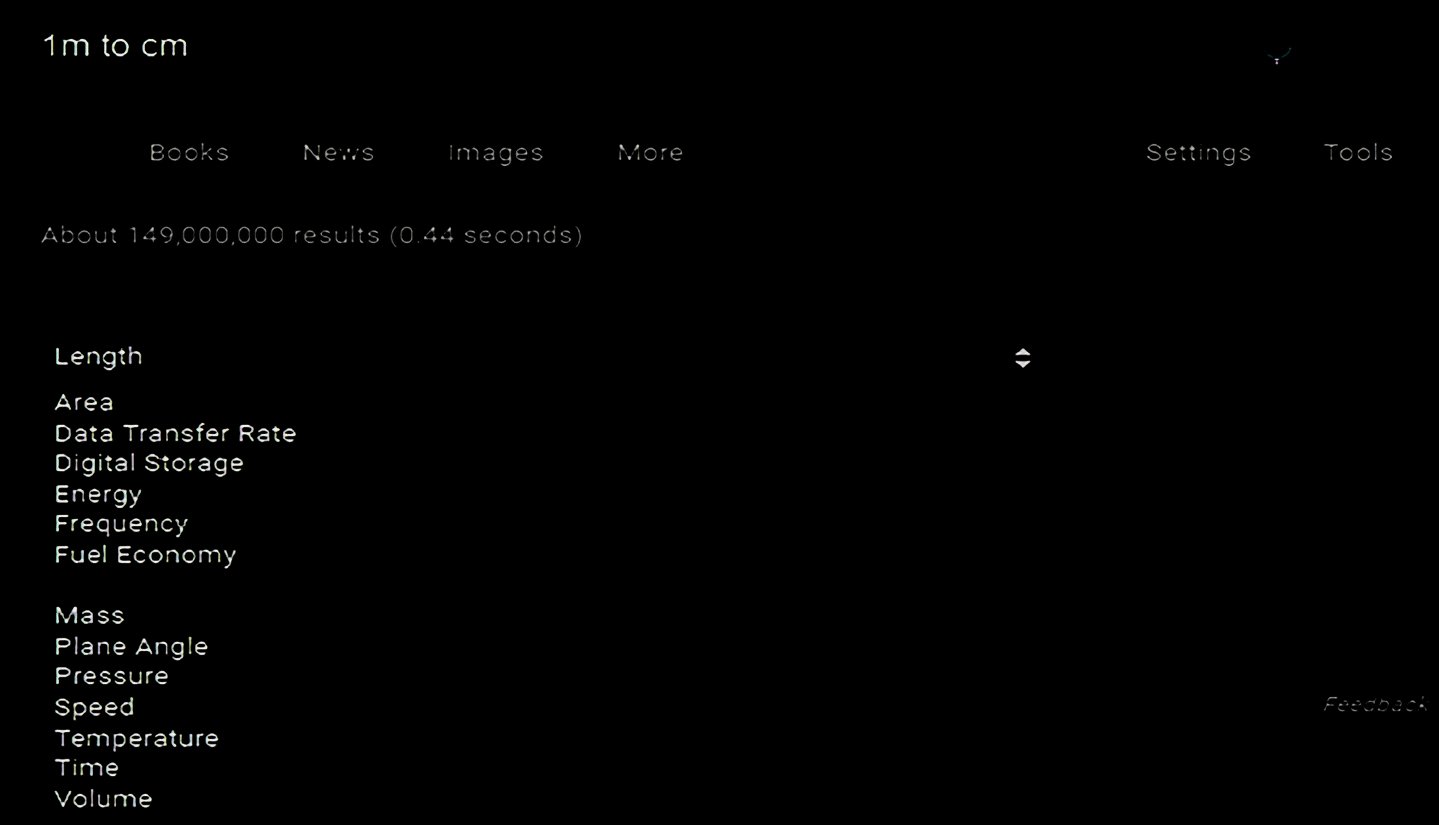 1m to cm
Books News Images More Settings Tools
About 149,000,000 results (0.44 seconds)
Length
Area
Data Transfer Rate
Digital Storage
Energy
Frequency
Fuel Economy
Mass
Plane Angle
Pressure
Speed
Feedback
Temperature
Time
Volume